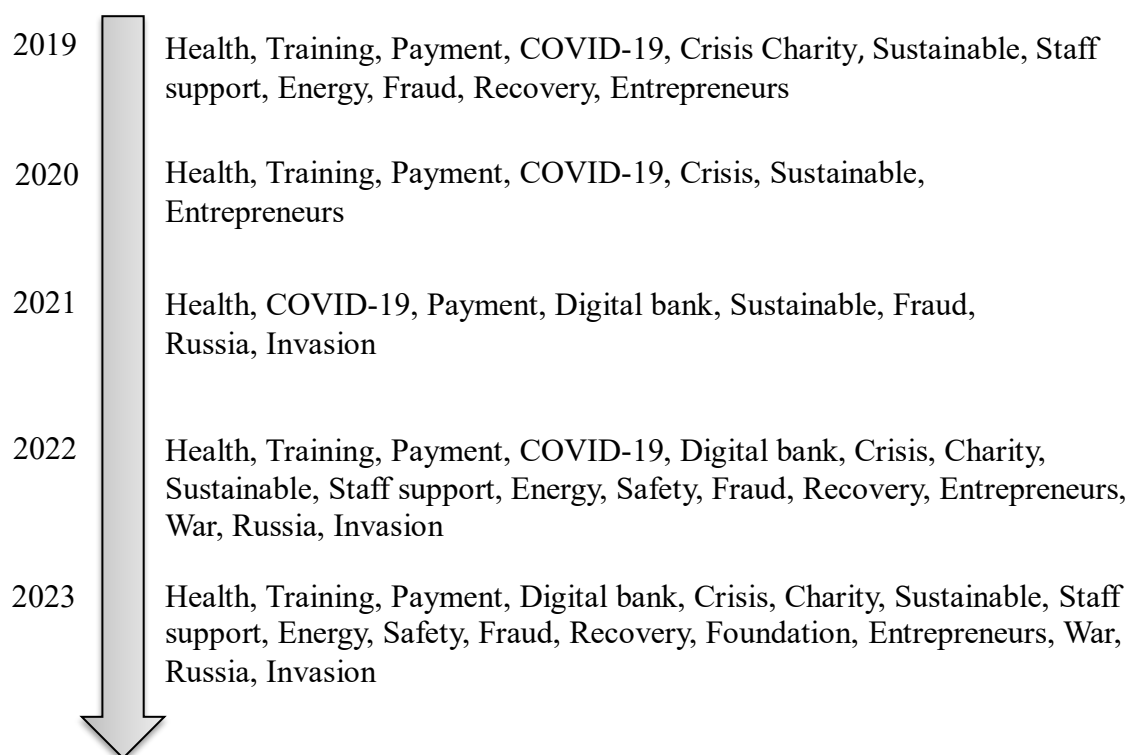 2019
Health, Training, Payment, COVID-19, Crisis Charity, Sustainable, Staff
support, Energy, Fraud, Recovery, Entrepreneurs
2020
Health, Training, Payment, COVID-19, Crisis, Sustainable,
Entrepreneurs
2021
Health, COVID-19, Payment, Digital bank, Sustainable, Fraud,
Russia, Invasion
2022
Health, Training, Payment, COVID-19, Digital bank, Crisis, Charity,
Sustainable, Staff support, Energy, Safety, Fraud, Recovery, Entrepreneurs,
War, Russia, Invasion
2023
Health, Training, Payment, Digital bank, Crisis, Charity, Sustainable, Staff
support, Energy, Safety, Fraud, Recovery, Foundation, Entrepreneurs, War,
Russia, Invasion